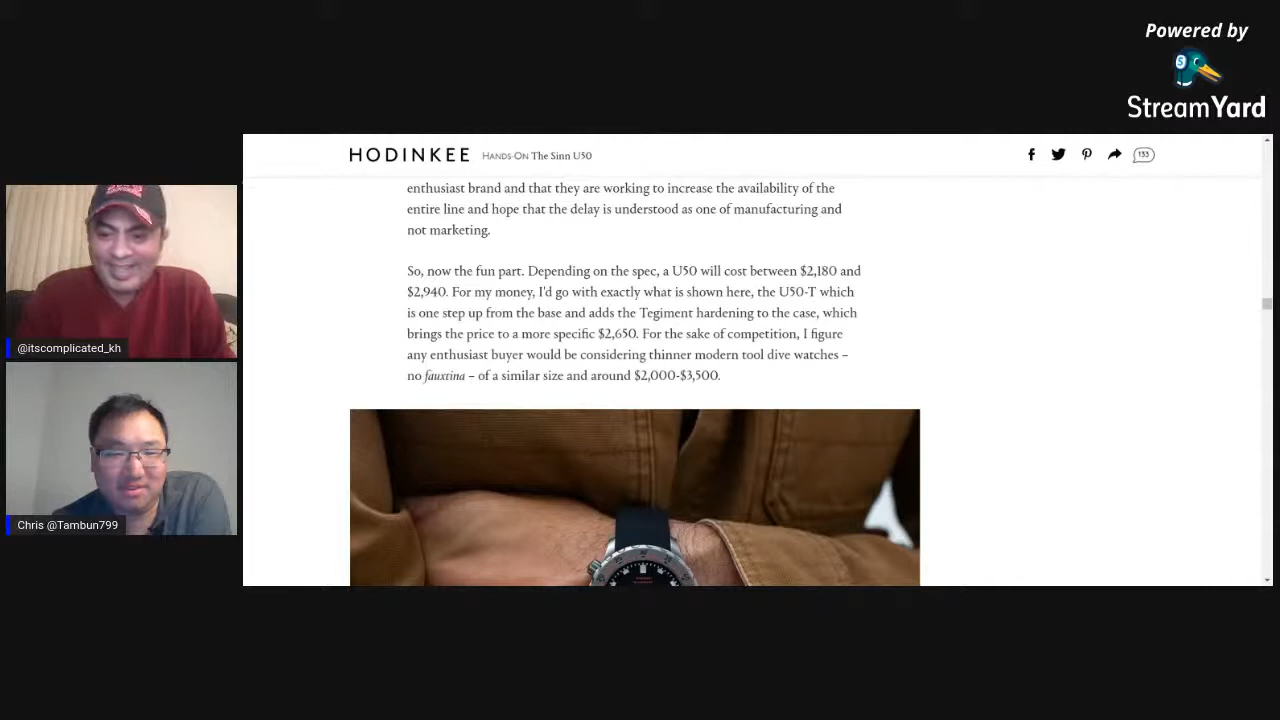 Powered by
StreamYard
HODINKEE HANDS-ON The Sinn U50
133
enthusiast brand and that they are working to increase the availability of the
entire line and hope that the delay is understood as one of manufacturing and
not marketing.
So, now the fun part. Depending on the spec, a U50 will cost between $2,180 and
$2,940. For my money, I'd go with exactly what is shown here, the U50-T which
is one step up from the base and adds the Tegiment hardening to the case, which
brings the price to a more specific $2,650. For the sake of competition, I figure
any enthusiast buyer would be considering thinner modern tool dive watches –
no fauxtina – of a similar size and around $2,000-$3,500.
@itscomplicated_kh
Chris @Tambun799